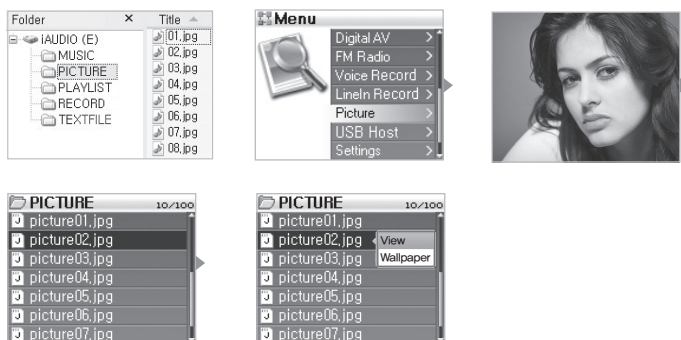 Folder ×
iAUDIO (E)
MUSIC
PICTURE
PLAYLIST
RECORD
TEXTFILE
Title
01.jpg
02.jpg
03.jpg
04.jpg
05.jpg
06.jpg
07.jpg
08.jpg
Menu
Digital AV >
FM Radio >
Voice Record >
LineIn Record >
Picture >
USB Host >
Settings >
PICTURE 10/100
picture01.jpg
picture02.jpg
picture03.jpg
picture04.jpg
picture05.jpg
picture06.jpg
picture07.jpg
PICTURE 10/100
picture01.jpg
picture02.jpg View
picture03.jpg Wallpaper
picture04.jpg
picture05.jpg
picture06.jpg
picture07.jpg